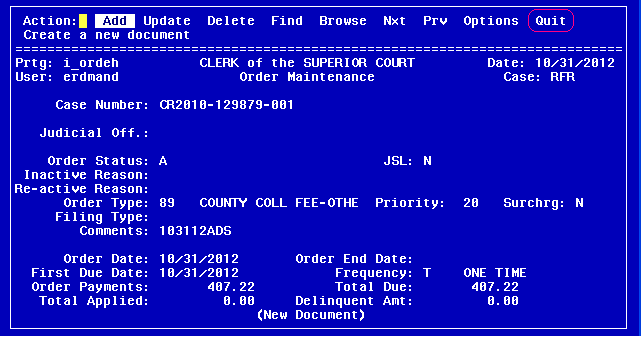 Action: Add Update Delete Find Browse Nxt Prv Options Quit
Create a new document
Prtg: i_ordeh CLERK of the SUPERIOR COURT Date: 10/31/2012
User: erdmand Order Maintenance Case: RFR
Case Number: CR2010-129879-001
Judicial Off.:
Order Status: A JSL: N
Inactive Reason:
Re-active Reason:
Order Type: 89 COUNTY COLL FEE-OTHE Priority: 20 Surchrg: N
Filing Type:
Comments: 103112ADS
Order Date: 10/31/2012 Order End Date:
First Due Date: 10/31/2012 Frequency: T ONE TIME
Order Payments: 407.22 Total Due: 407.22
Total Applied: 0.00 Delinquent Amt: 0.00
(New Document)